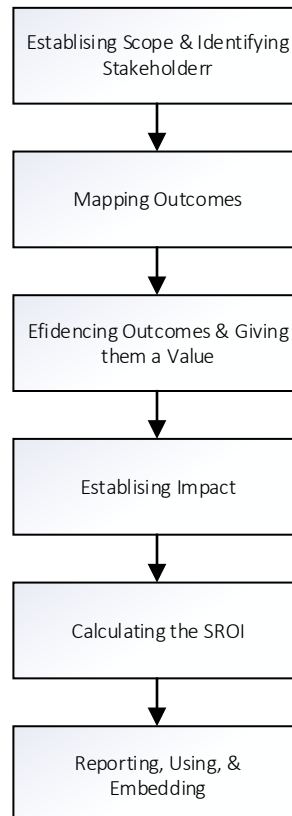 Establising Scope & Identifying
Stakeholderr
Mapping Outcomes
Efidencing Outcomes & Giving
them a Value
Establising Impact
Calculating the SROI
Reporting, Using, &
Embedding